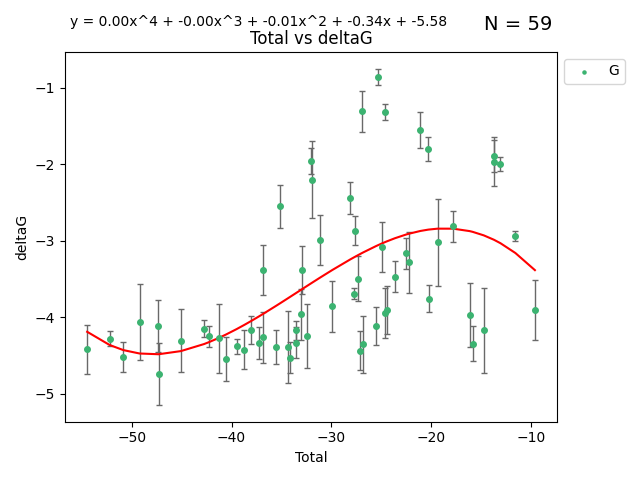 y = 0.00x^4 + -0.00x^3 + -0.01x^2 + -0.34x + -5.58
N = 59
Total vs deltaG
G
deltaG
−1
−2
−3
−4
−5
−50 −40 −30 −20 −10
Total